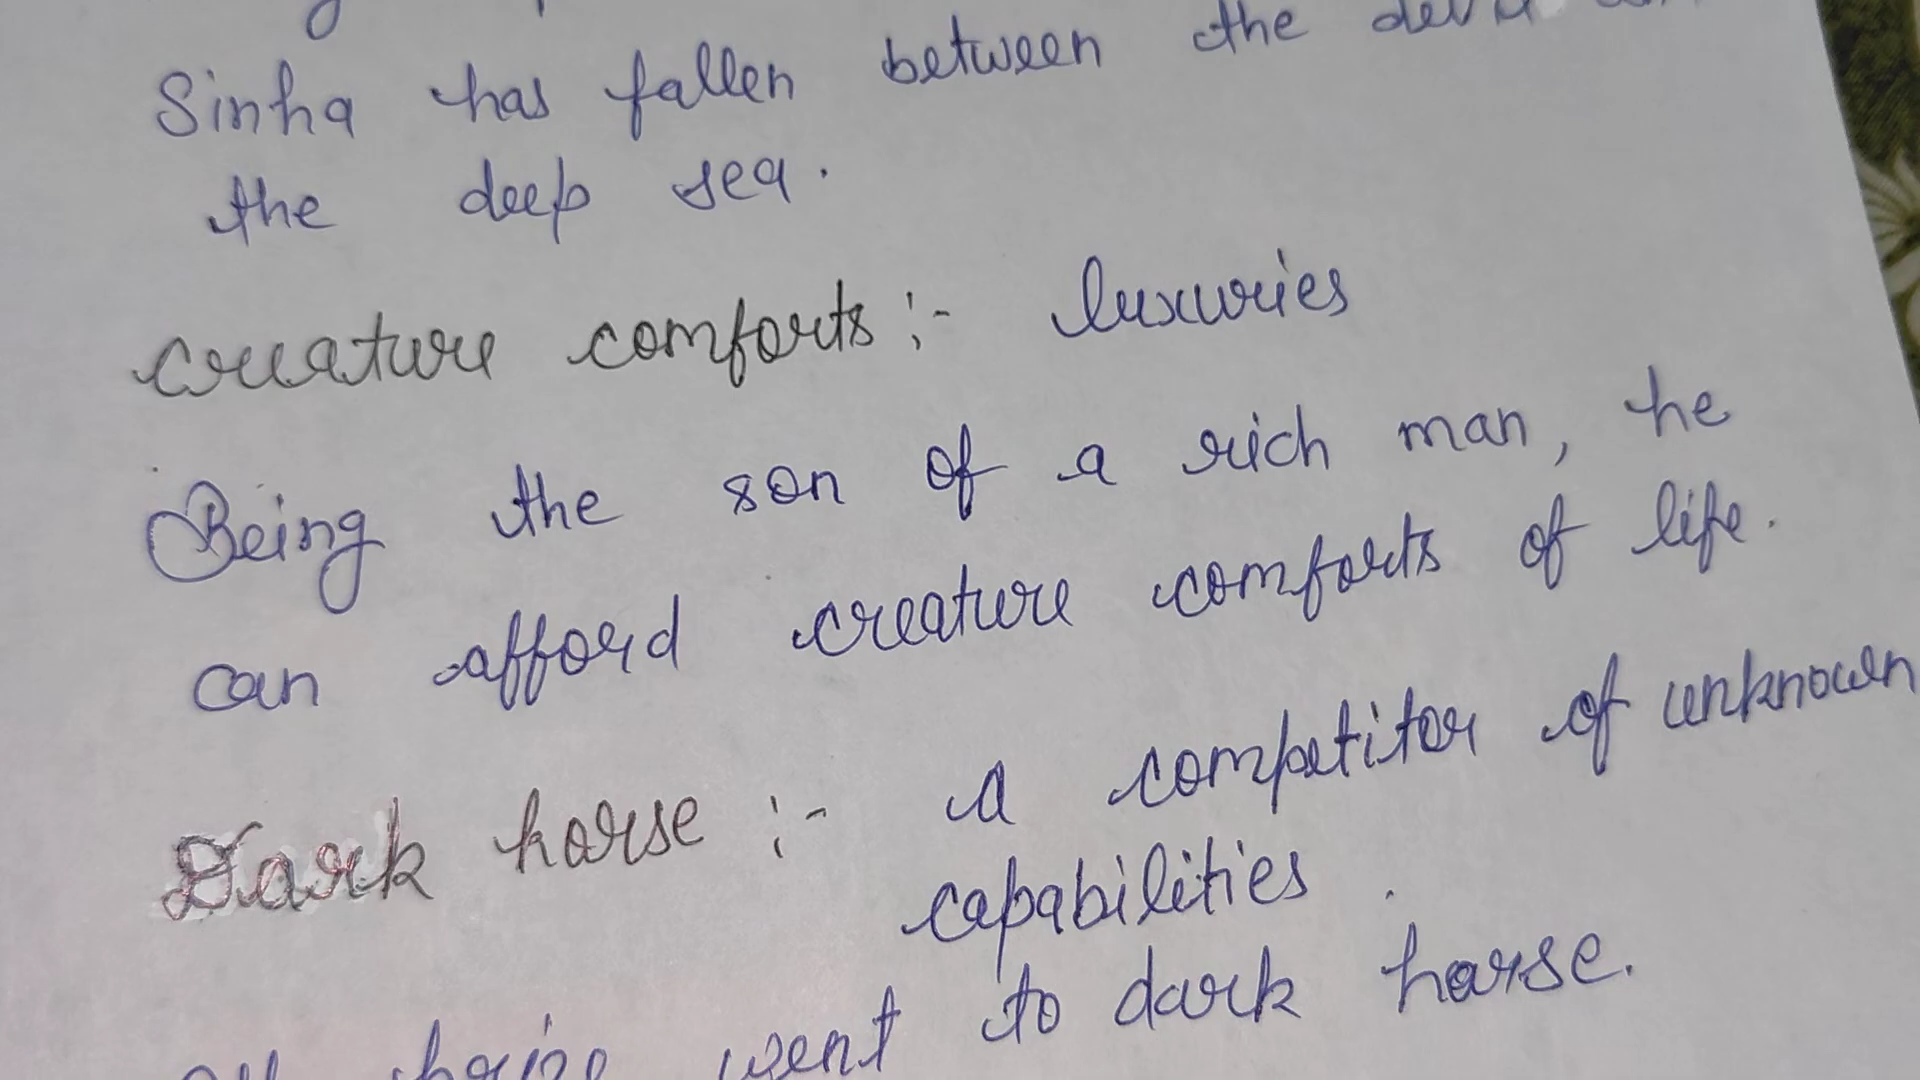 Sinha has fallen between the devil
the deep sea.
creature comforts :- luxuries
Being the son of a rich man, he
can afford creature comforts of life.
Dark horse :- a competitor of unknown
capabilities.
went to dark horse.